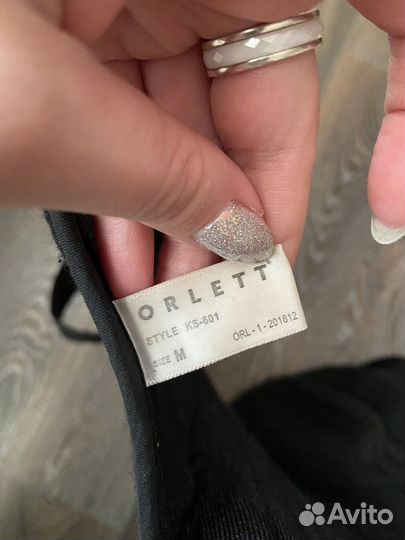 ORLETT®
STYLE KS-601 ORL-1-201812
SIZE M
Avito